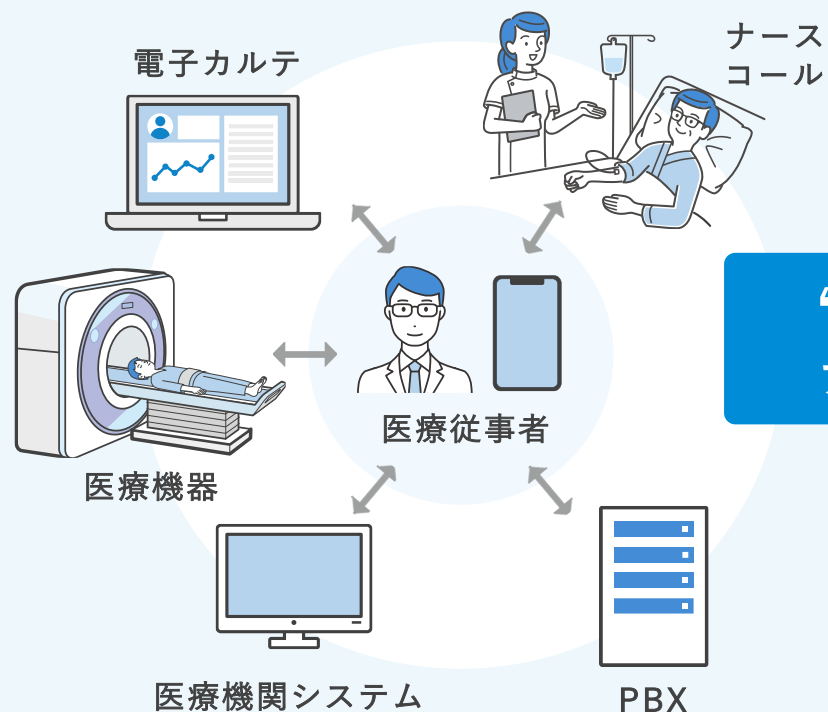 電子カルテ
ナース
コール
医療従事者
医療機器
医療機関システム
PBX